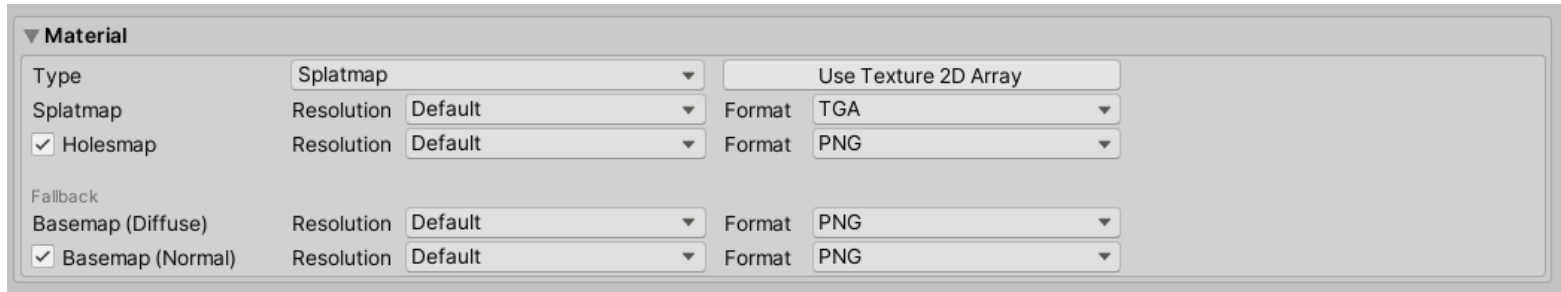 Material
Type Splatmap Use Texture 2D Array
Splatmap Resolution Default Format TGA
Holesmap Resolution Default Format PNG
Fallback
Basemap (Diffuse) Resolution Default Format PNG
Basemap (Normal) Resolution Default Format PNG